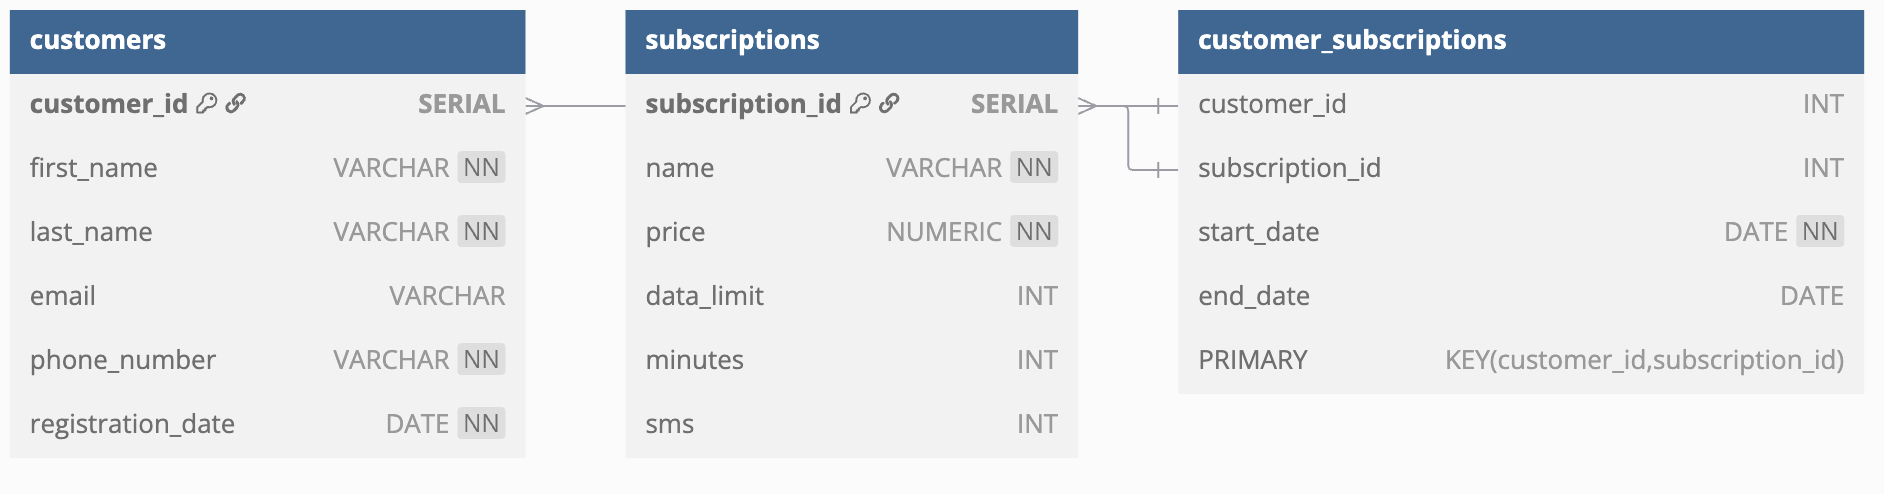 customers
customer_id SERIAL
first_name VARCHAR NN
last_name VARCHAR NN
email VARCHAR
phone_number VARCHAR NN
registration_date DATE NN
subscriptions
subscription_id SERIAL
name VARCHAR NN
price NUMERIC NN
data_limit INT
minutes INT
sms INT
customer_subscriptions
customer_id INT
subscription_id INT
start_date DATE NN
end_date DATE
PRIMARY KEY(customer_id,subscription_id)